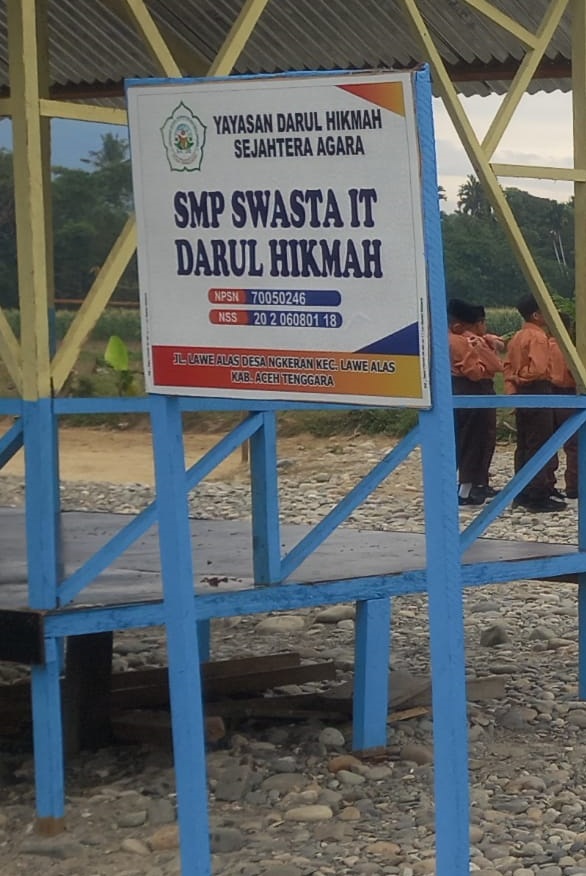 YAYASAN DARUL HIKMAH
SEJAHTERA AGARA
SMP SWASTA IT
DARUL HIKMAH
NPSN 70050246
NSS 20 2 060801 18
JL. LAWE ALAS DESA NGKERAN KEC. LAWE ALAS
KAB. ACEH TENGGARA